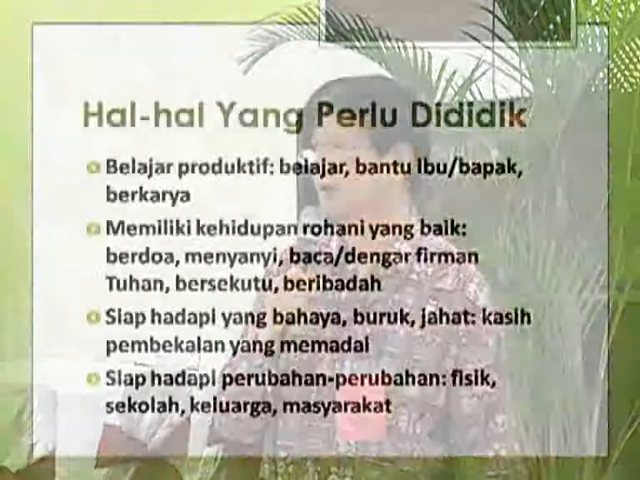 Hal-hal Yang Perlu Dididik
Belajar produktif: belajar, bantu Ibu/bapak,
berkarya
Memiliki kehidupan rohani yang baik:
berdoa, menyanyi, baca/dengar firman
Tuhan, bersekutu, beribadah
Siap hadapi yang bahaya, buruk, jahat: kasih
pembekalan yang memadai
Siap hadapi perubahan-perubahan: fisik,
sekolah, keluarga, masyarakat